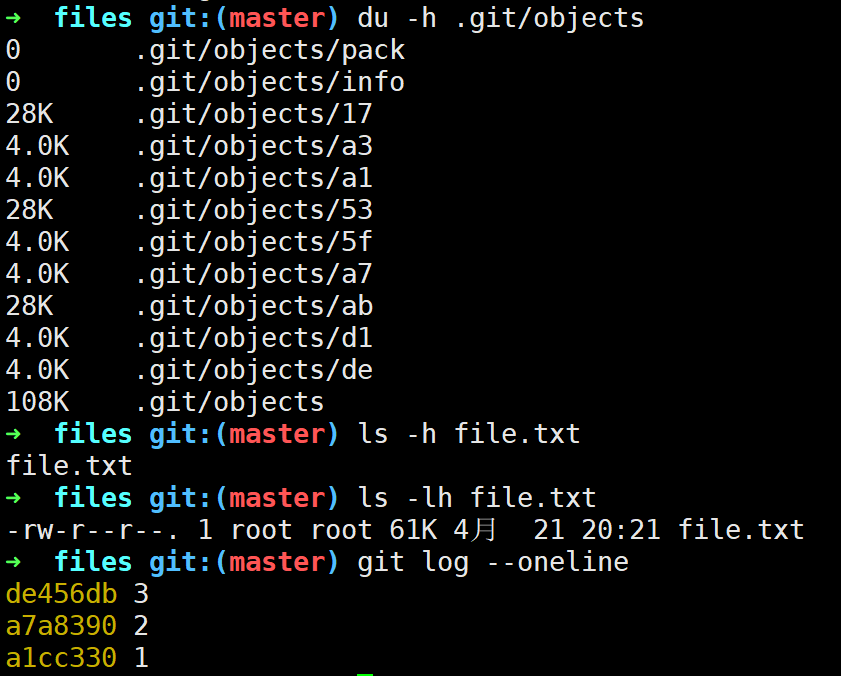 →  files git:(master) du -h .git/objects
0       .git/objects/pack
0       .git/objects/info
28K     .git/objects/17
4.0K    .git/objects/a3
4.0K    .git/objects/a1
28K     .git/objects/53
4.0K    .git/objects/5f
4.0K    .git/objects/a7
28K     .git/objects/ab
4.0K    .git/objects/d1
4.0K    .git/objects/de
108K    .git/objects
→  files git:(master) ls -h file.txt
file.txt
→  files git:(master) ls -lh file.txt
-rw-r--r--. 1 root root 61K 4月  21 20:21 file.txt
→  files git:(master) git log --oneline
de456db 3
a7a8390 2
a1cc330 1